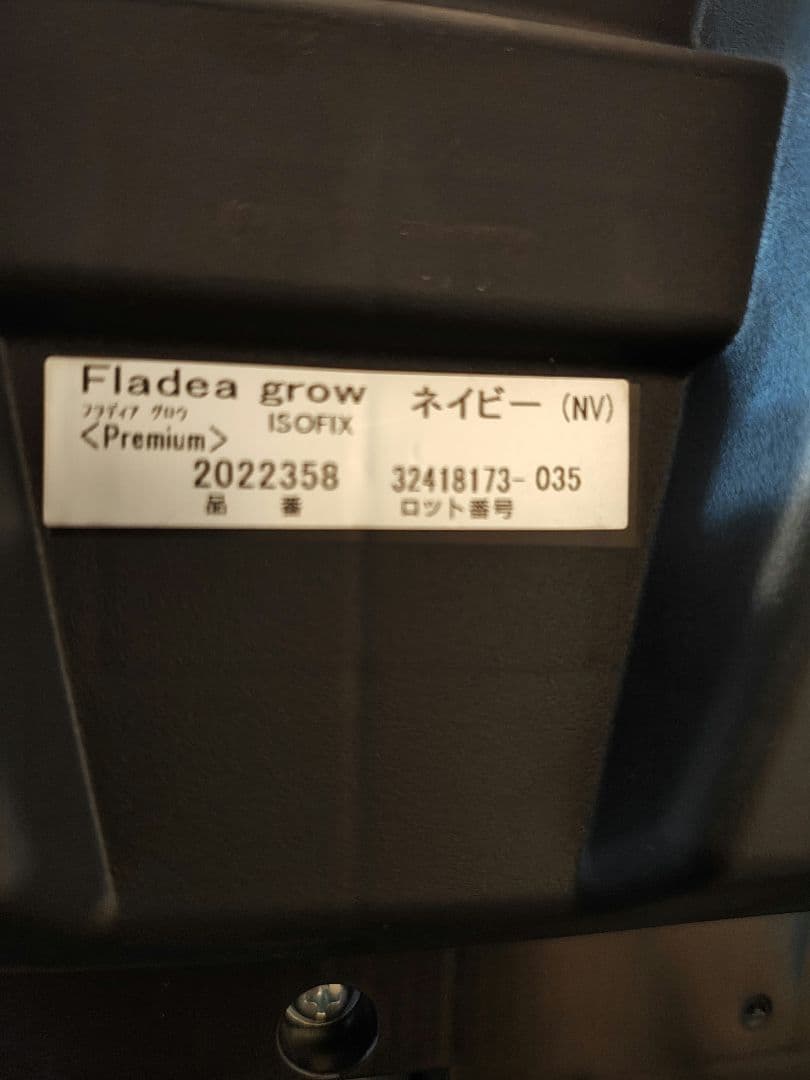 Fladea grow ネイビー (NV)
フラディア グロウ ISOFIX
<Premium>
2022358 32418173-035
品番 ロット番号